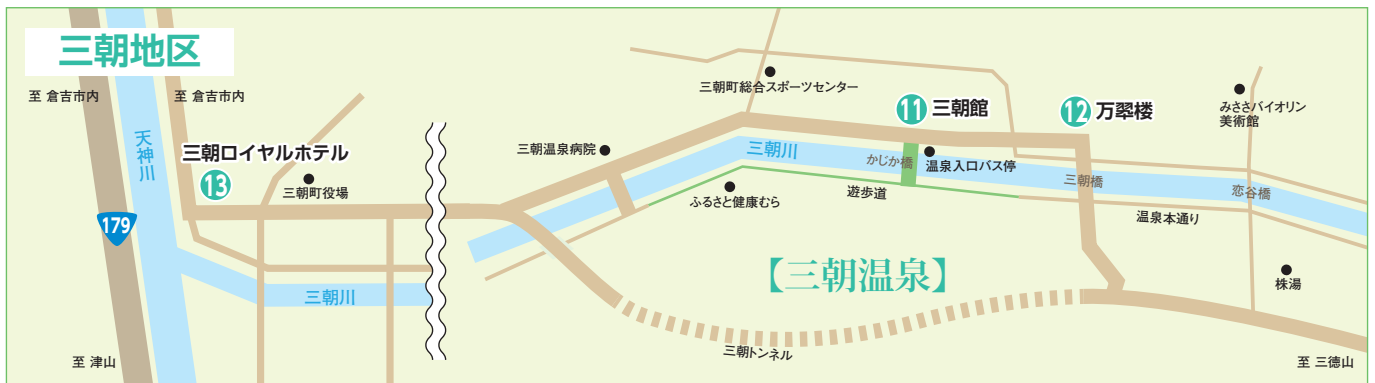 三朝地区
至 倉吉市内
至 倉吉市内
天神川
三朝ロイヤルホテル
13
三朝町役場
179
三朝川
至 津山
三朝温泉病院
三朝町総合スポーツセンター
三朝川
11 三朝館
かじか橋
温泉入口バス停
12 万翠楼
三朝橋
みささバイオリン
美術館
恋谷橋
ふるさと健康むら
遊歩道
温泉本通り
【三朝温泉】
株湯
三朝トンネル
至 三徳山